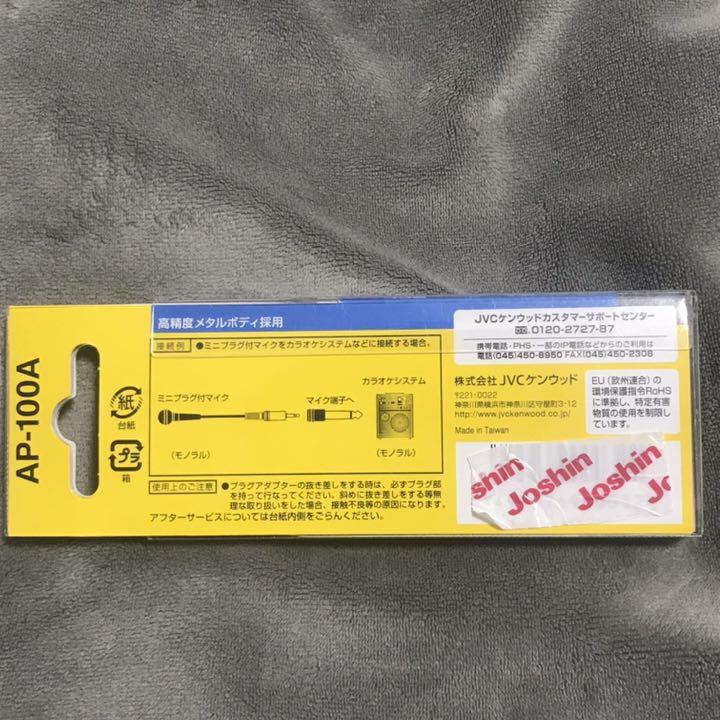 AP-100A
紙
台紙
プラ
箱
高精度メタルボディ採用
接続例 ●ミニプラグ付マイクをカラオケシステムなどに接続する場合。
カラオケシステム
ミニプラグ付マイク
マイク端子へ
(モノラル)
(モノラル)
使用上のご注意 ●プラグアダプターの抜き差しをする時は、必ずプラグ部
を持って行なってください。斜めに抜き差しをする等無
理な取り扱いをした場合、接触不良等の原因になります。
アフターサービスについては台紙内側をごらんください。
JVCケンウッドカスタマーサポートセンター
0120-2727-87
携帯電話・PHS・一部のIP電話などからのご利用は
電話(045)450-8950 FAX(045)450-2308
株式会社 JVCケンウッド
〒221-0022
神奈川県横浜市神奈川区守屋町3-12
http://www.jvckenwood.co.jp/
Made in Taiwan
EU(欧州連合)の
環境保護指令RoHS
に準拠し、特定有害
物質の使用を制限し
ています。
shin
Joshin
Joshin
Jo